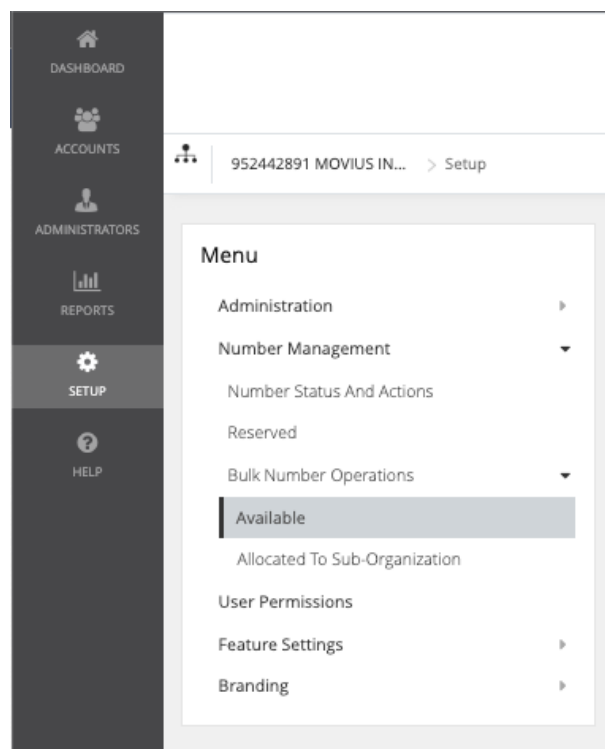 DASHBOARD
ACCOUNTS
ADMINISTRATORS
REPORTS
SETUP
HELP
952442891 MOVIUS IN... > Setup
Menu
Administration
Number Management
Number Status And Actions
Reserved
Bulk Number Operations
Available
Allocated To Sub-Organization
User Permissions
Feature Settings
Branding